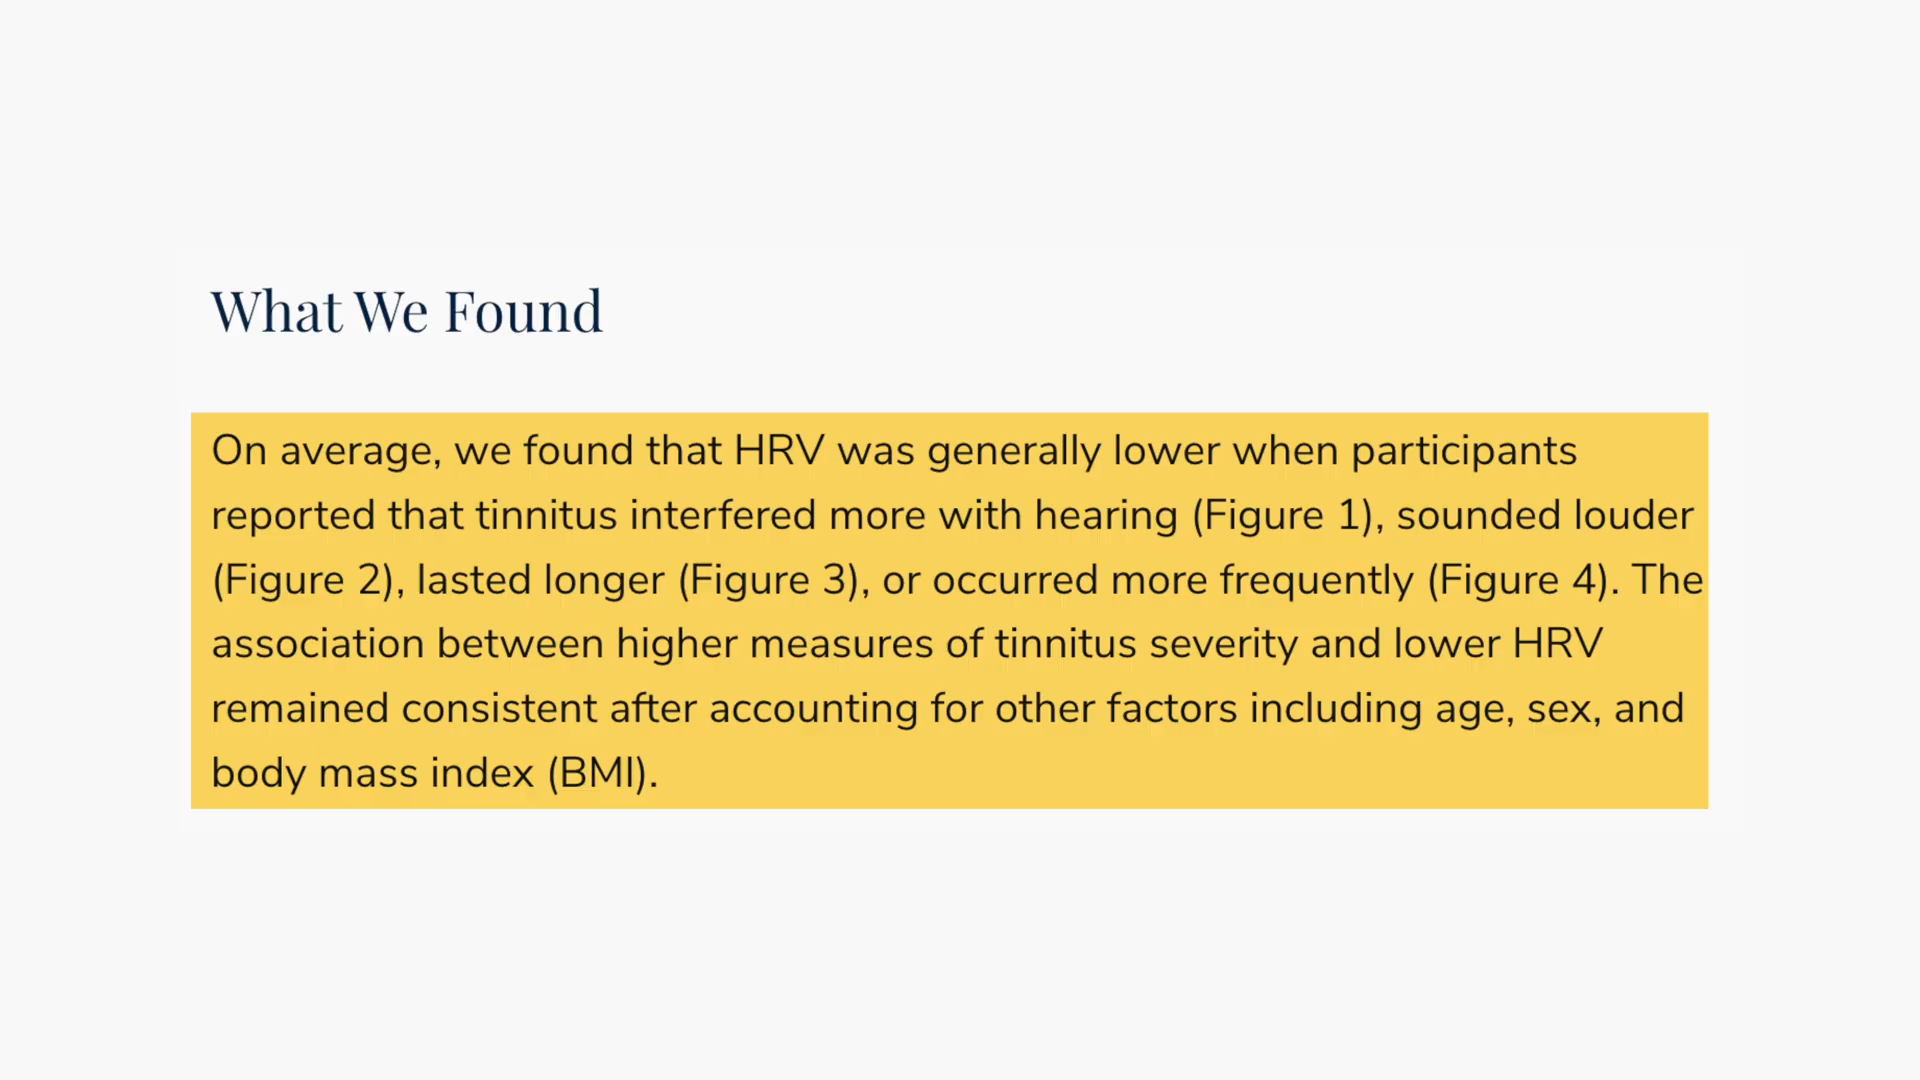 What We Found
On average, we found that HRV was generally lower when participants
reported that tinnitus interfered more with hearing (Figure 1), sounded louder
(Figure 2), lasted longer (Figure 3), or occurred more frequently (Figure 4). The
association between higher measures of tinnitus severity and lower HRV
remained consistent after accounting for other factors including age, sex, and
body mass index (BMI).